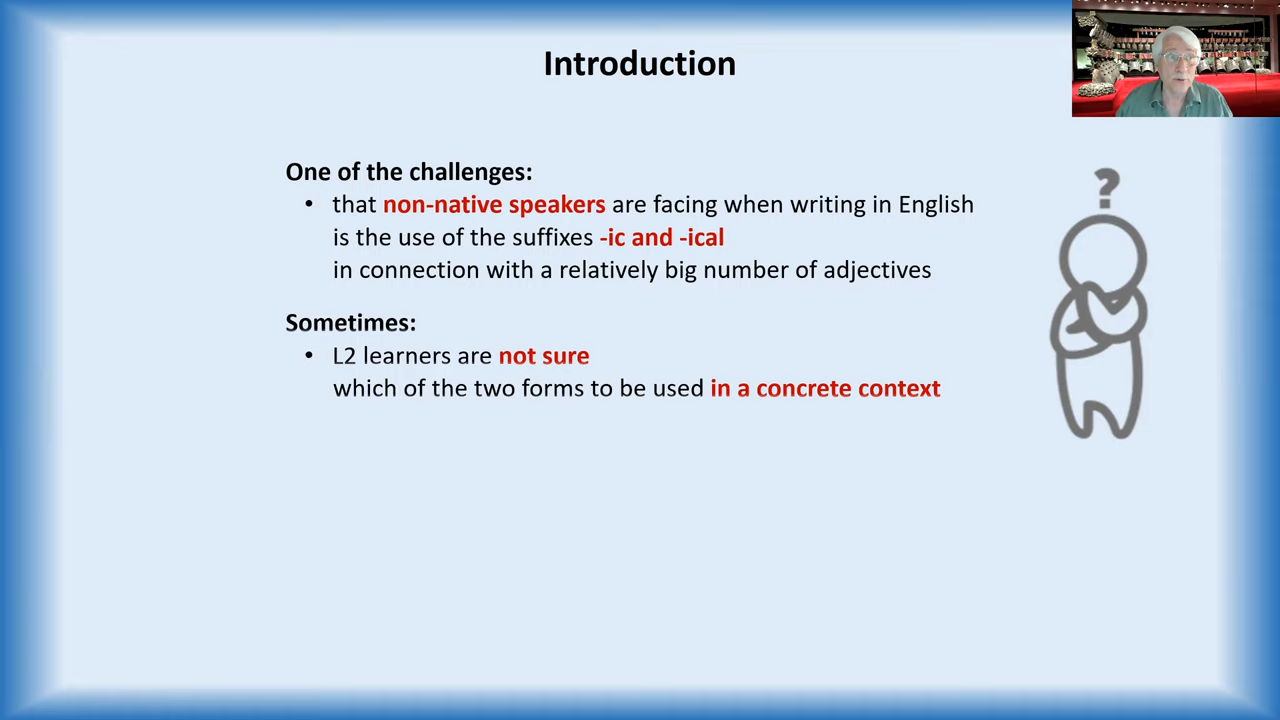 Introduction
One of the challenges:
• that non-native speakers are facing when writing in English
is the use of the suffixes -ic and -ical
in connection with a relatively big number of adjectives
?
Sometimes:
• L2 learners are not sure
which of the two forms to be used in a concrete context